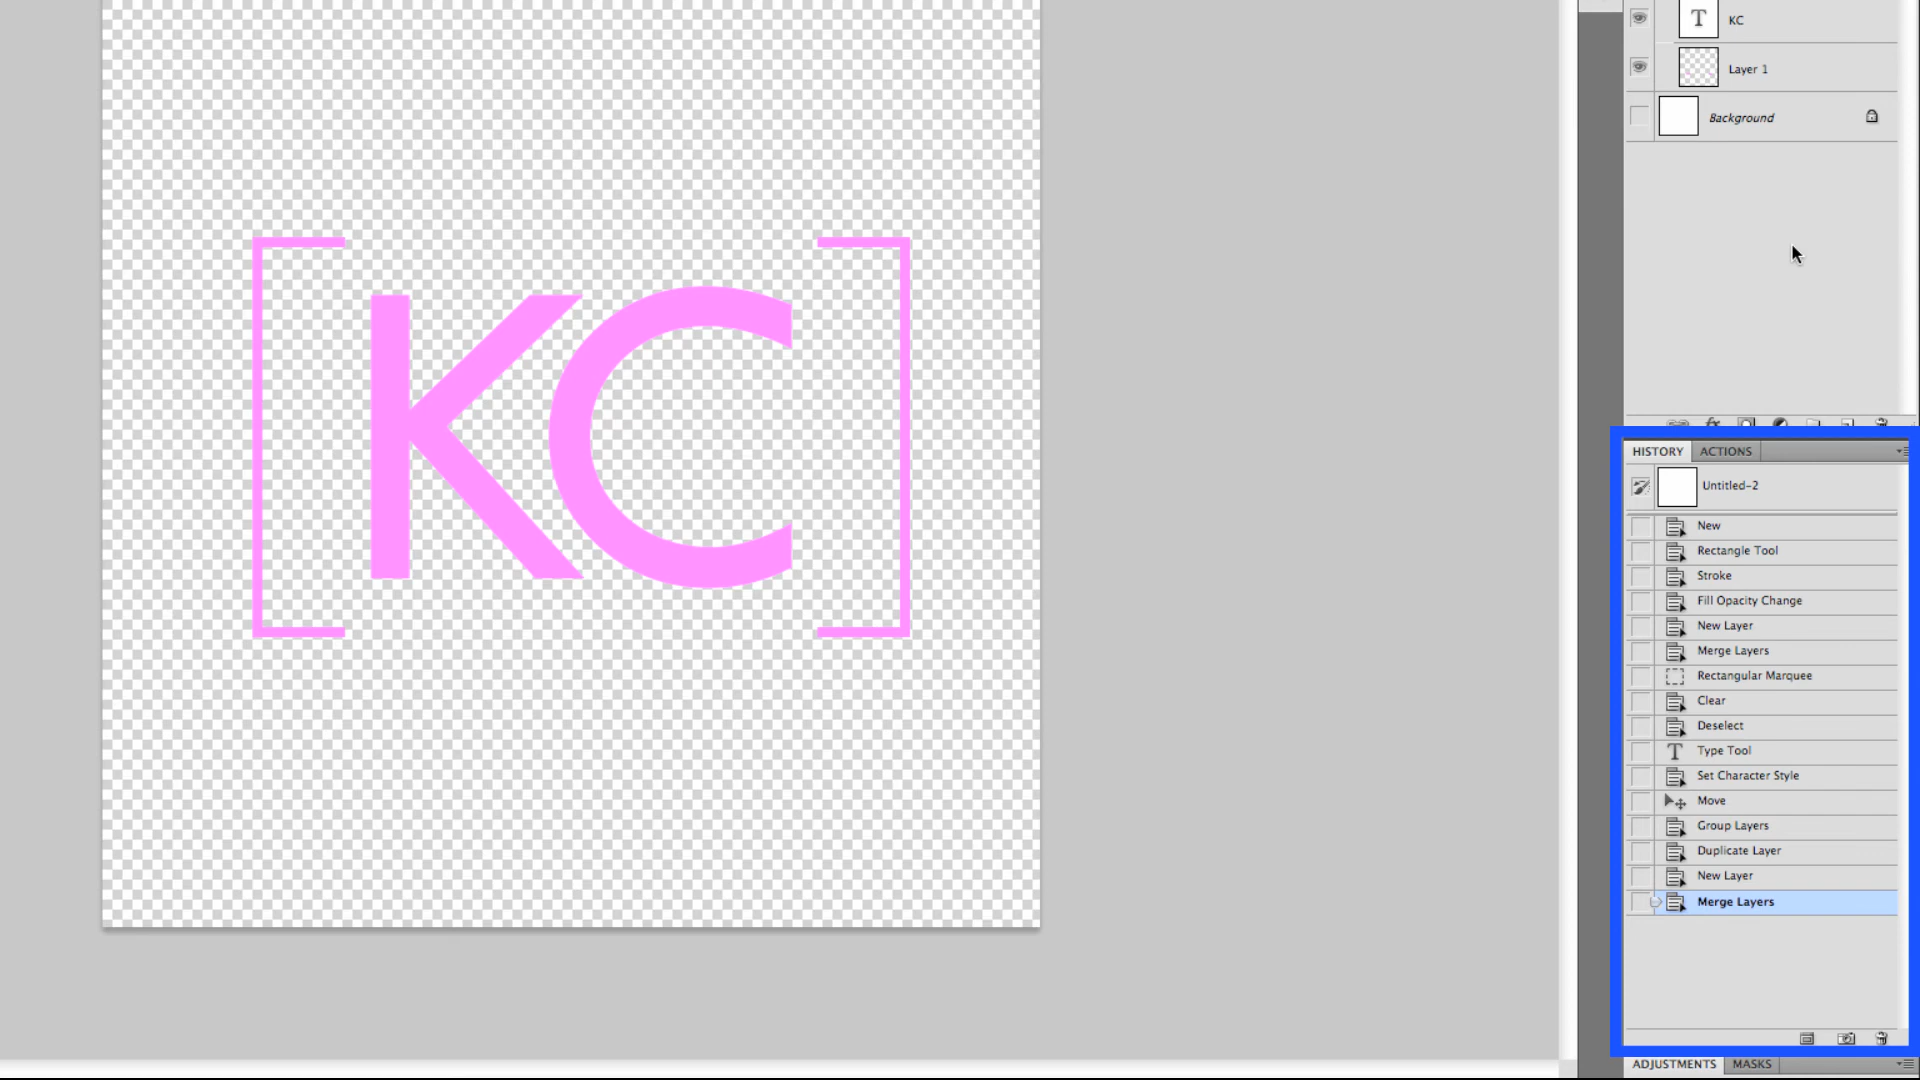 KC
Layer 1
Background
KC
HISTORY ACTIONS
Untitled-2
New
Rectangle Tool
Stroke
Fill Opacity Change
New Layer
Merge Layers
Rectangular Marquee
Clear
Deselect
Type Tool
Set Character Style
Move
Group Layers
Duplicate Layer
New Layer
Merge Layers
ADJUSTMENTS MASKS